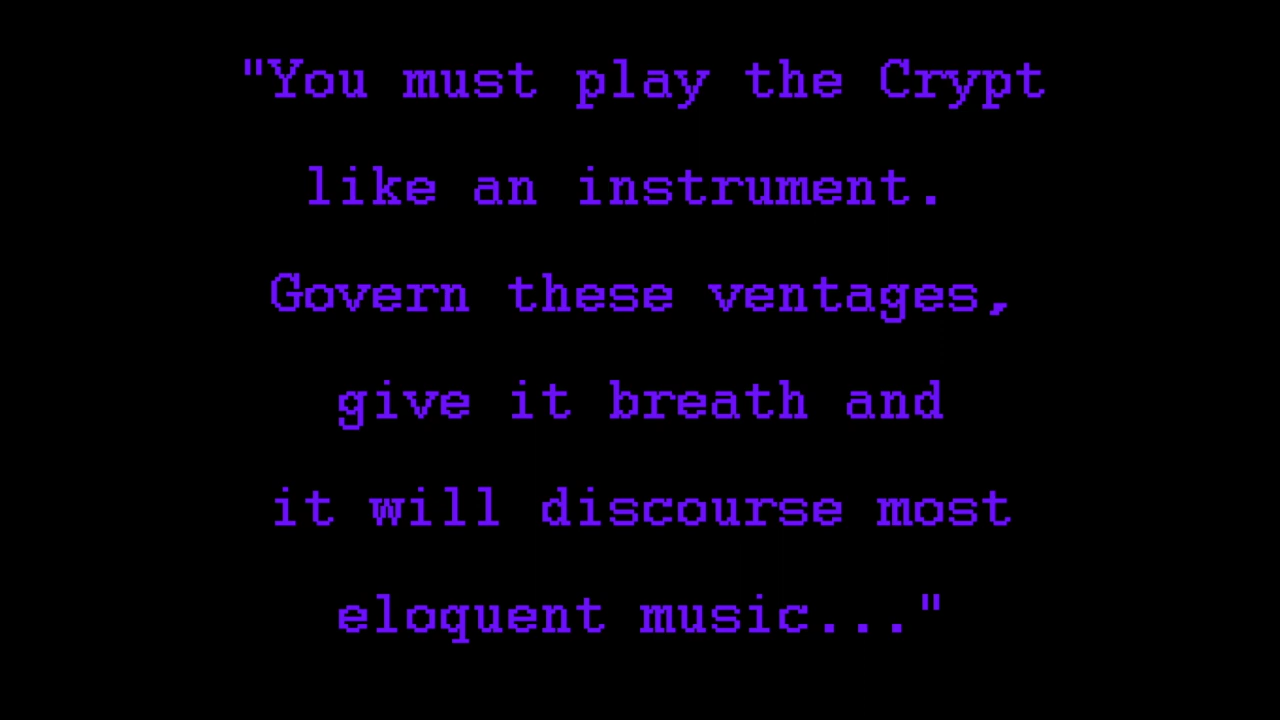 "You must play the Crypt
like an instrument.
Govern these ventages,
give it breath and
it will discourse most
eloquent music..."